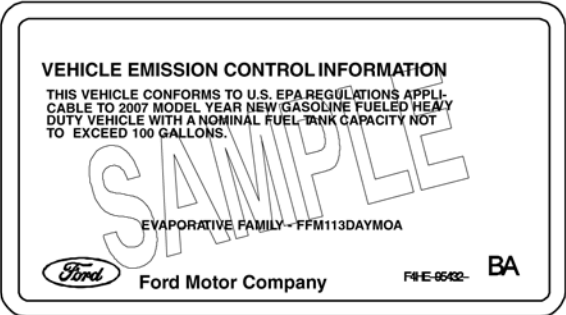 VEHICLE EMISSION CONTROL INFORMATION
THIS VEHICLE CONFORMS TO U.S. EPA REGULATIONS APPLI-
CABLE TO 2007 MODEL YEAR NEW GASOLINE FUELED HEAVY
DUTY VEHICLE WITH A NOMINAL FUEL TANK CAPACITY NOT
TO EXCEED 100 GALLONS.
SAMPLE
EVAPORATIVE FAMILY - FFM113DAYMOA
Ford
Ford Motor Company
F4HE-95432-
BA